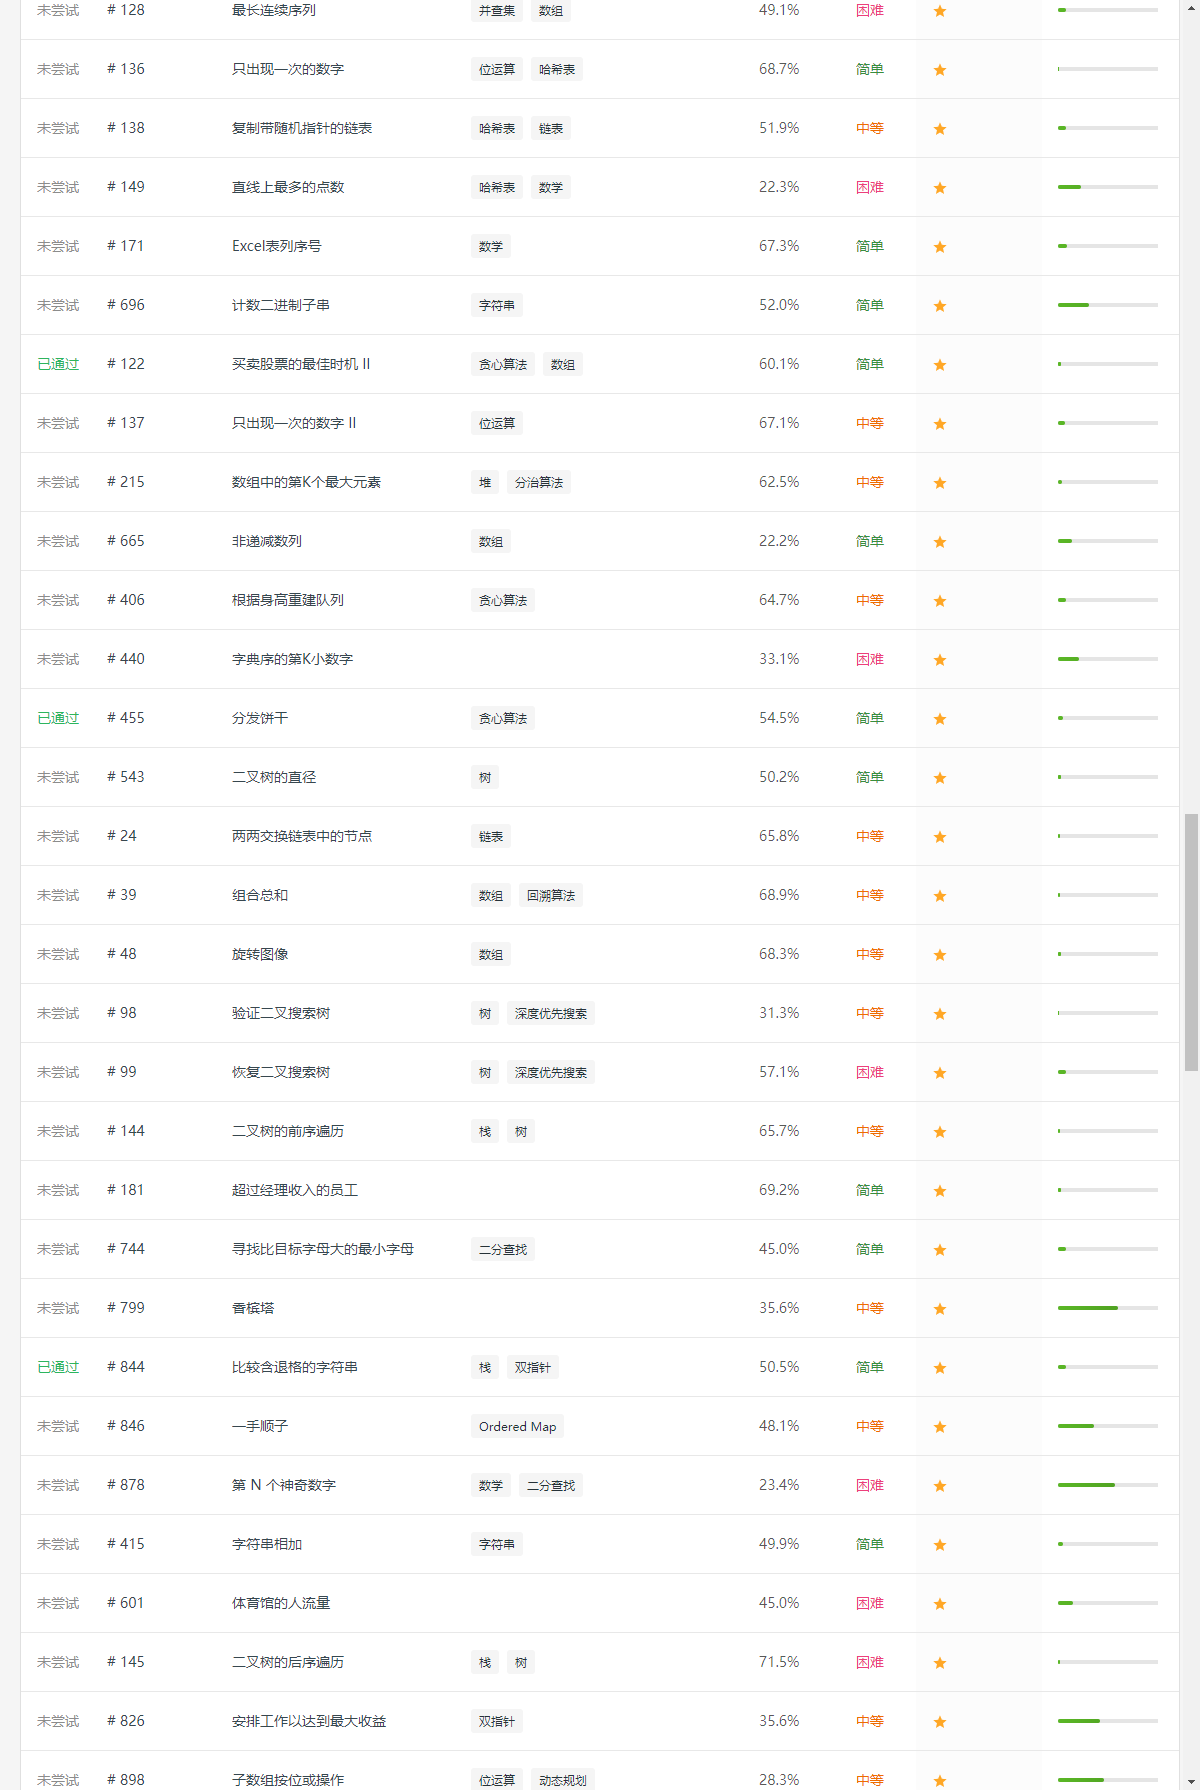 未尝试 # 128 最长连续序列 并查集 数组 49.1% 困难
未尝试 # 136 只出现一次的数字 位运算 哈希表 68.7% 简单
未尝试 # 138 复制带随机指针的链表 哈希表 链表 51.9% 中等
未尝试 # 149 直线上最多的点数 哈希表 数学 22.3% 困难
未尝试 # 171 Excel表列序号 数学 67.3% 简单
未尝试 # 696 计数二进制子串 字符串 52.0% 简单
已通过 # 122 买卖股票的最佳时机 II 贪心算法 数组 60.1% 简单
未尝试 # 137 只出现一次的数字 II 位运算 67.1% 中等
未尝试 # 215 数组中的第K个最大元素 堆 分治算法 62.5% 中等
未尝试 # 665 非递减数列 数组 22.2% 简单
未尝试 # 406 根据身高重建队列 贪心算法 64.7% 中等
未尝试 # 440 字典序的第K小数字 33.1% 困难
已通过 # 455 分发饼干 贪心算法 54.5% 简单
未尝试 # 543 二叉树的直径 树 50.2% 简单
未尝试 # 24 两两交换链表中的节点 链表 65.8% 中等
未尝试 # 39 组合总和 数组 回溯算法 68.9% 中等
未尝试 # 48 旋转图像 数组 68.3% 中等
未尝试 # 98 验证二叉搜索树 树 深度优先搜索 31.3% 中等
未尝试 # 99 恢复二叉搜索树 树 深度优先搜索 57.1% 困难
未尝试 # 144 二叉树的前序遍历 栈 树 65.7% 中等
未尝试 # 181 超过经理收入的员工 69.2% 简单
未尝试 # 744 寻找比目标字母大的最小字母 二分查找 45.0% 简单
未尝试 # 799 香槟塔 35.6% 中等
已通过 # 844 比较含退格的字符串 栈 双指针 50.5% 简单
未尝试 # 846 一手顺子 Ordered Map 48.1% 中等
未尝试 # 878 第 N 个神奇数字 数学 二分查找 23.4% 困难
未尝试 # 415 字符串相加 字符串 49.9% 简单
未尝试 # 601 体育馆的人流量 45.0% 困难
未尝试 # 145 二叉树的后序遍历 栈 树 71.5% 困难
未尝试 # 826 安排工作以达到最大收益 双指针 35.6% 中等
未尝试 # 898 子数组按位或操作 位运算 动态规划 28.3% 中等